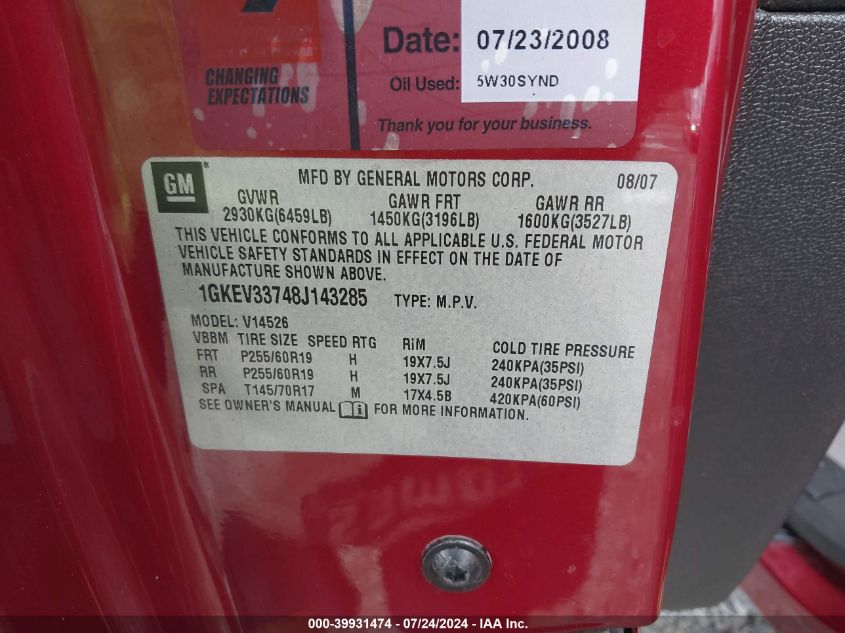 Date: 07/23/2008
CHANGING
EXPECTATIONS
Oil Used: 5W30SYND
Thank you for your business.
GM
MFD BY GENERAL MOTORS CORP. 08/07
GVWR GAWR FRT GAWR RR
2930KG(6459LB) 1450KG(3196LB) 1600KG(3527LB)
THIS VEHICLE CONFORMS TO ALL APPLICABLE U.S. FEDERAL MOTOR
VEHICLE SAFETY STANDARDS IN EFFECT ON THE DATE OF
MANUFACTURE SHOWN ABOVE.
1GKEV33748J143285 TYPE: M.P.V.
MODEL: V14526
VBBM TIRE SIZE SPEED RTG RiM COLD TIRE PRESSURE
FRT P255/60R19 H 19X7.5J 240KPA(35PSI)
RR P255/60R19 H 19X7.5J 240KPA(35PSI)
SPA T145/70R17 M 17X4.5B 420KPA(60PSI)
SEE OWNER'S MANUAL FOR MORE INFORMATION.
LOWES
000-39931474 - 07/24/2024 - IAA Inc.